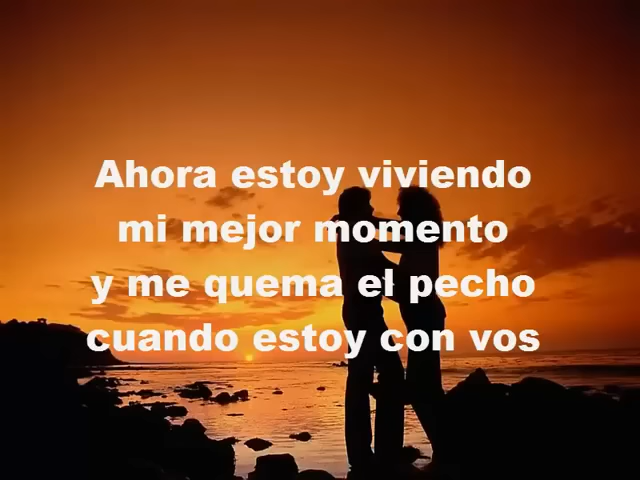 Ahora estoy viviendo
mi mejor momento
y me quema el pecho
cuando estoy con vos